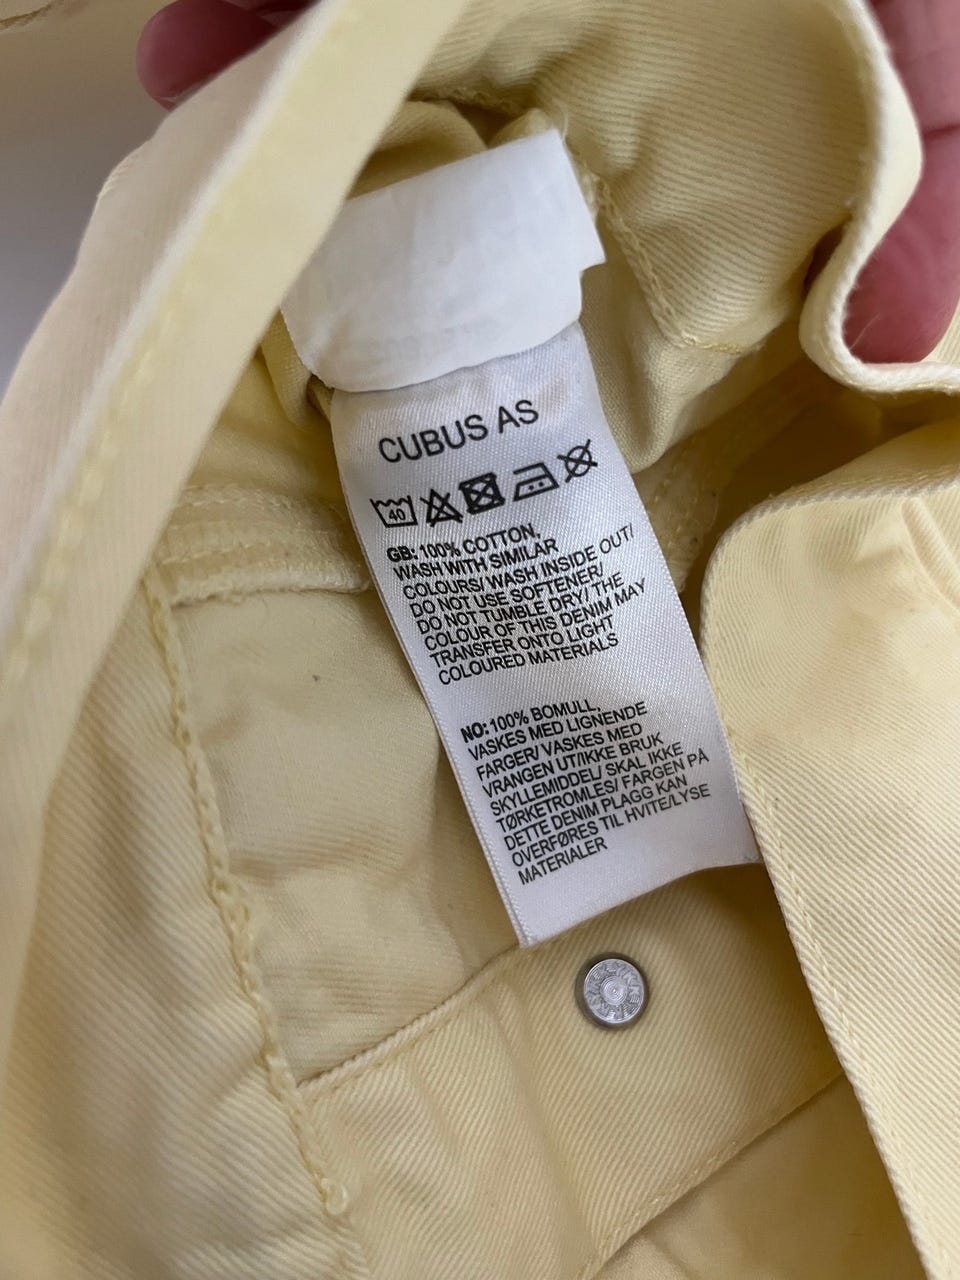 CUBUS AS
40
GB: 100% COTTON,
WASH WITH SIMILAR
COLOURS/ WASH INSIDE OUT/
DO NOT USE SOFTENER/
DO NOT TUMBLE DRY/ THE
COLOUR OF THIS DENIM MAY
TRANSFER ONTO LIGHT
COLOURED MATERIALS
NO: 100% BOMULL,
VASKES MED LIGNENDE
FARGER/ VASKES MED
VRANGEN UT/IKKE BRUK
SKYLLEMIDDEL/ SKAL IKKE
TØRKETROMLES/ FARGEN PÅ
DETTE DENIM PLAGG KAN
OVERFØRES TIL HVITE/LYSE
MATERIALER